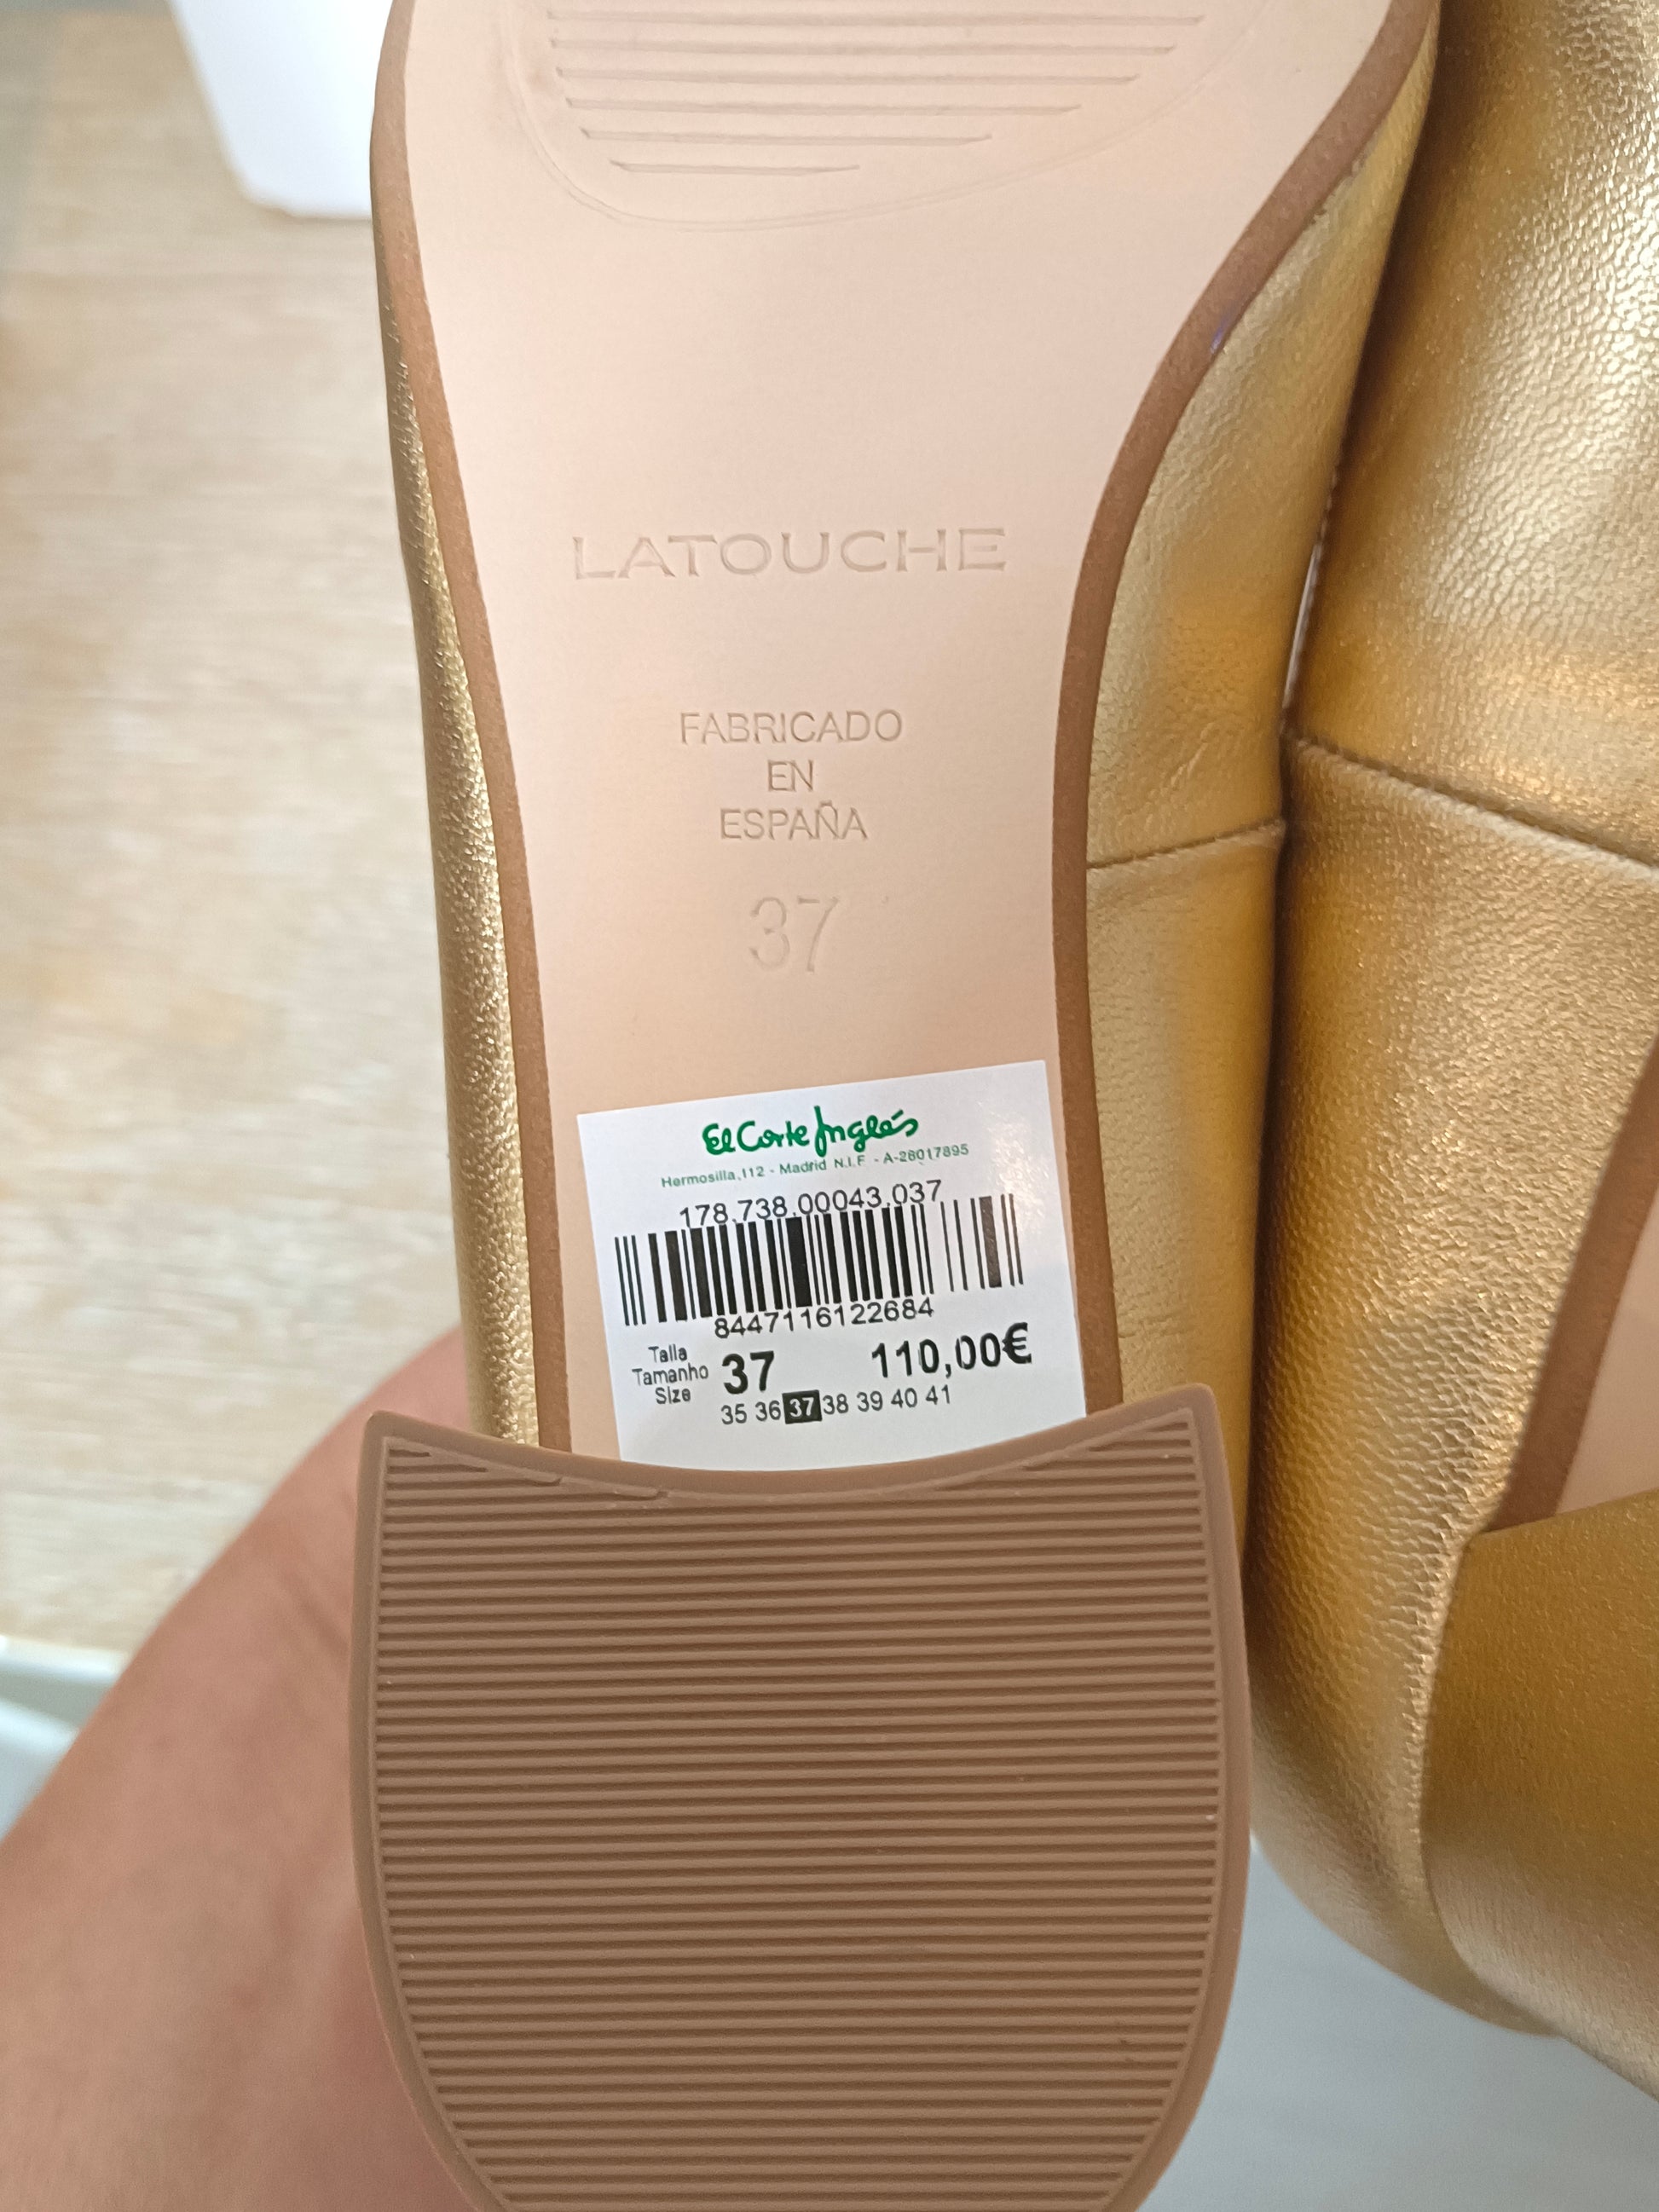 LATOUCHE
FABRICADO
EN
ESPAÑA
37
El Corte Inglés
Hermosilla,112 - Madrid N.I.F - A-28017895
178.738.00043.037
8447116122684
Talla
Tamanho
Size
37
110,00€
35 36 37 38 39 40 41